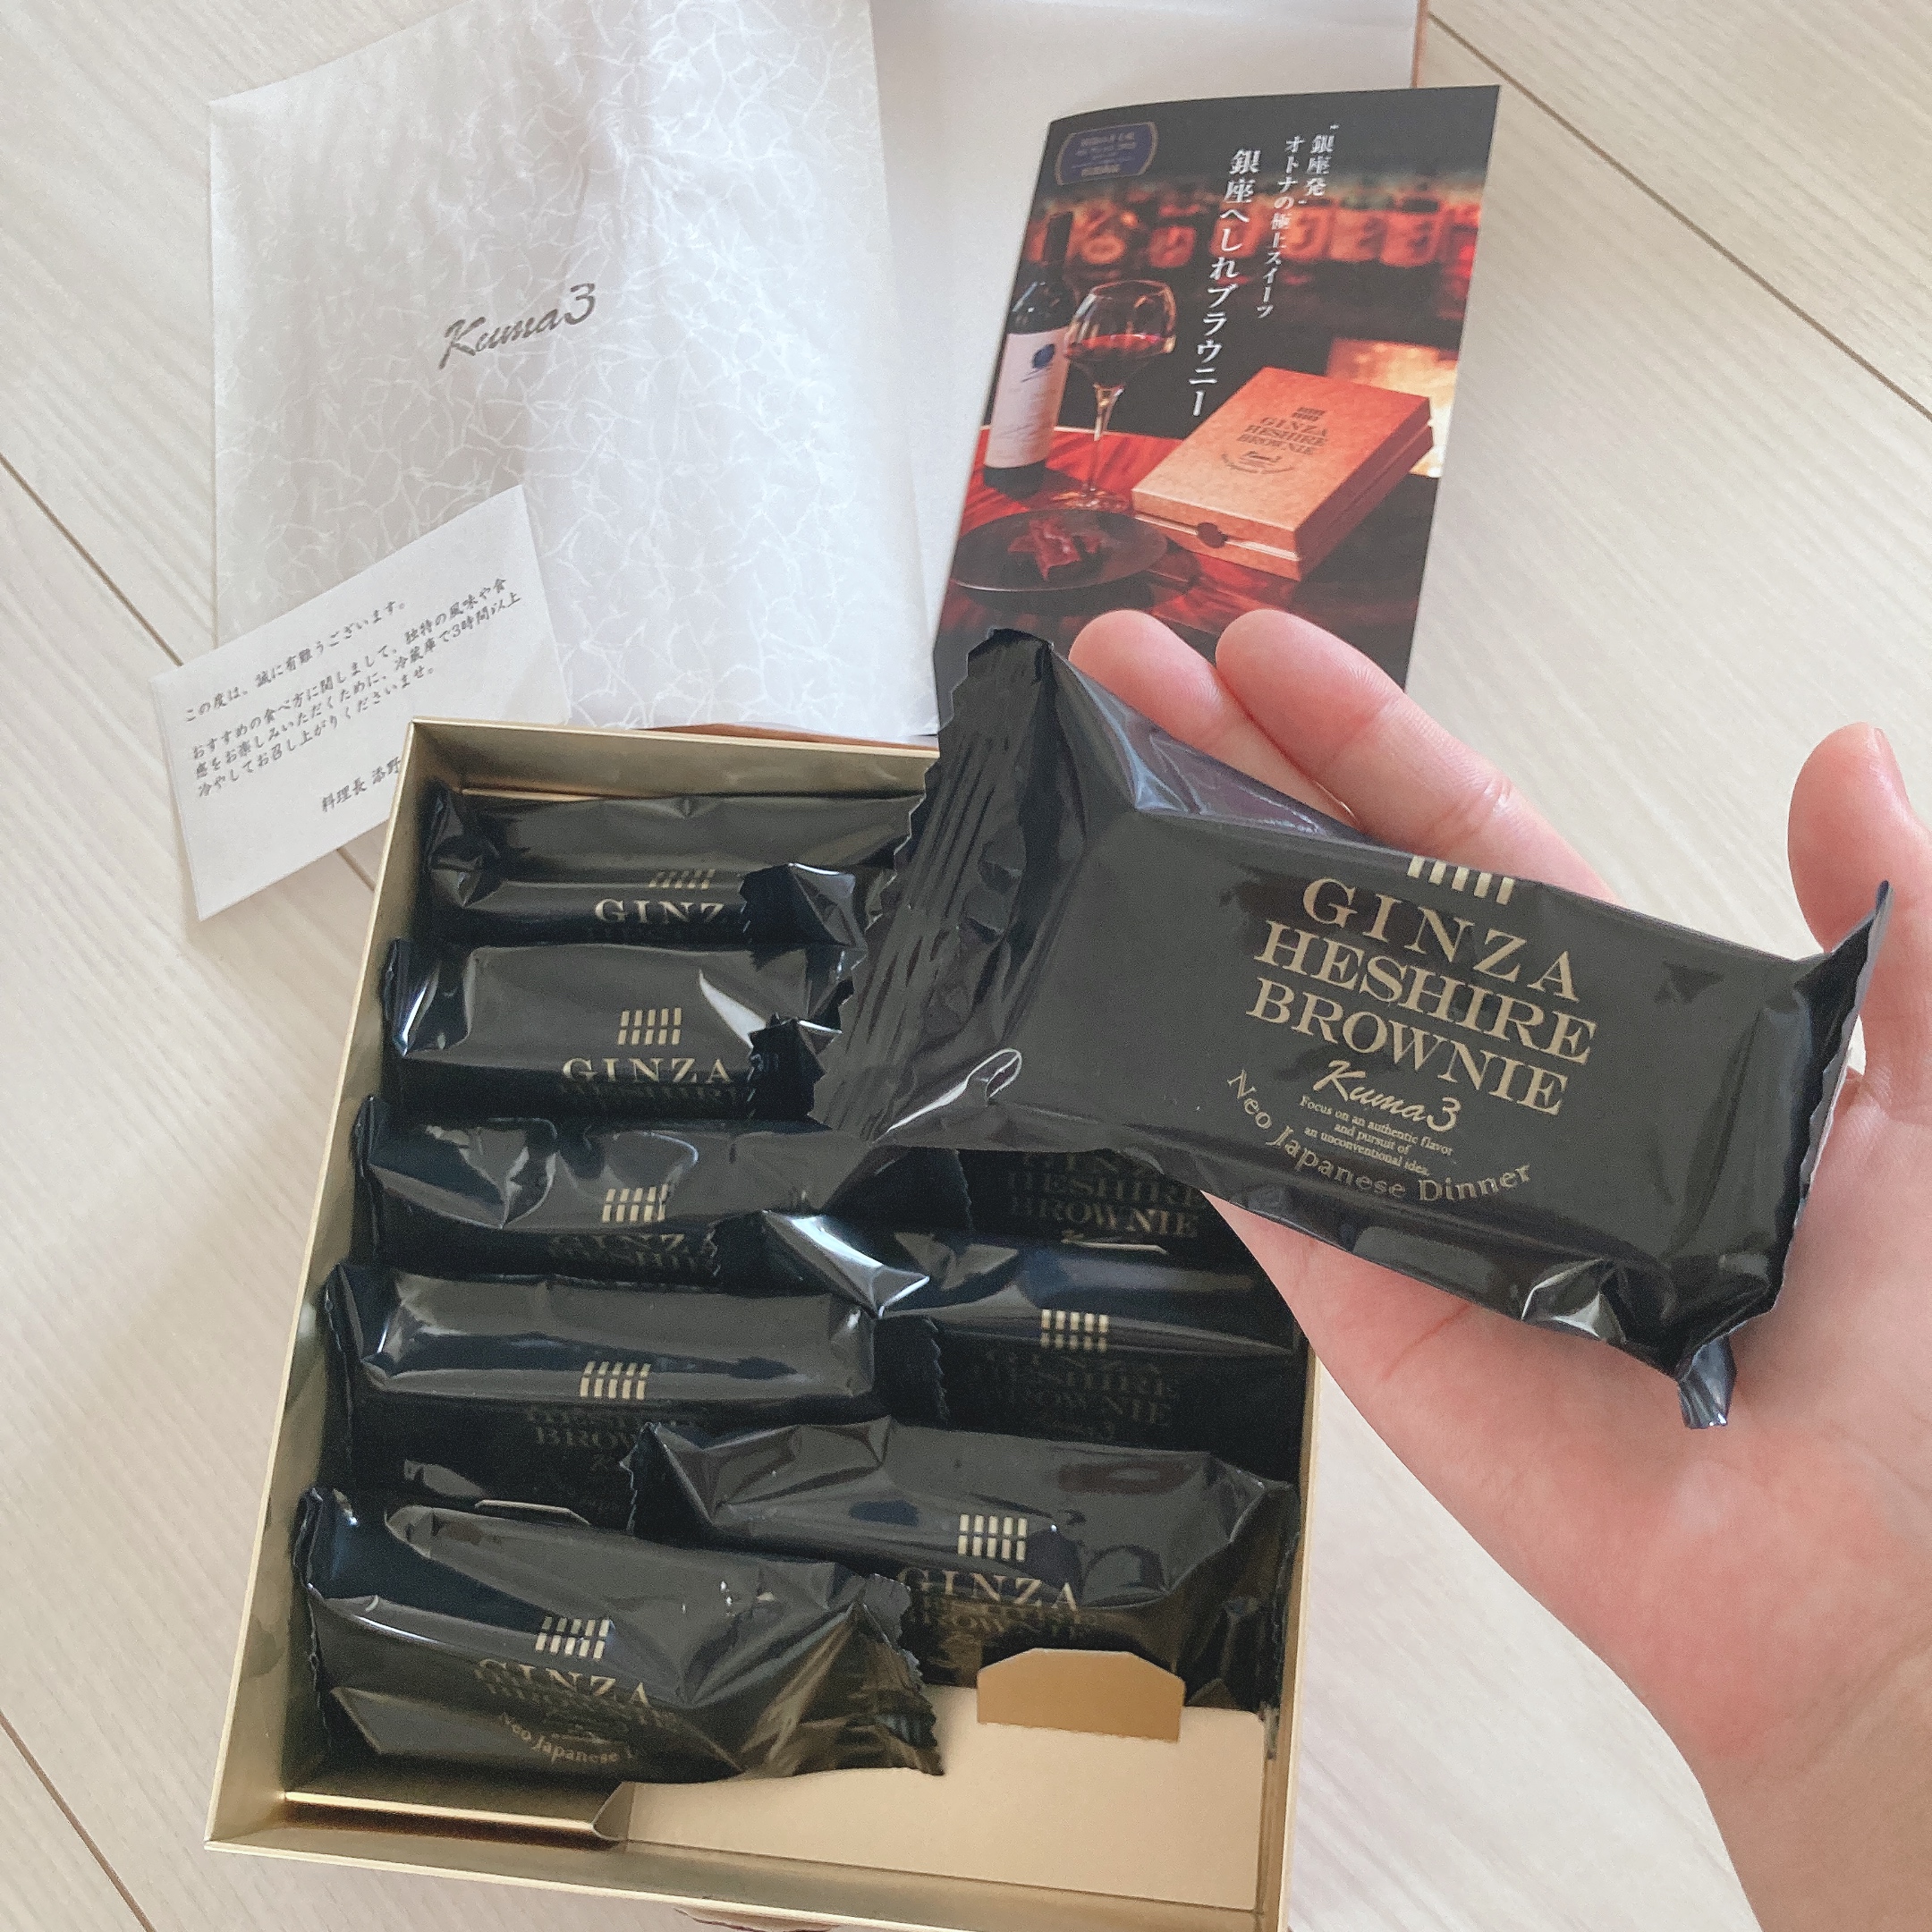 Kuma3
この度は、誠に有難うございます。
おすすめの食べ方に関しまして、独特の風味や食
感をお楽しみいただくために、冷蔵庫で3時間以上
冷やしてお召し上がりくださいませ。
料理長 添野
"銀座発"
オトナの極上スイーツ
銀座へしれブラウニー
GINZA
HESHIRE
BROWNIE
Kuma3
GINZA
HESHIRE
BROWNIE
Kuma3
Focus on an authentic flavor
and pursuit of
an unconventional idea.
Neo Japanese Dinner
GINZ
GINZA
HESHIRE
GINZA
HESHIRE
BROWNIE
GINZA
BROWNIE
GINZA
Neo Japanese